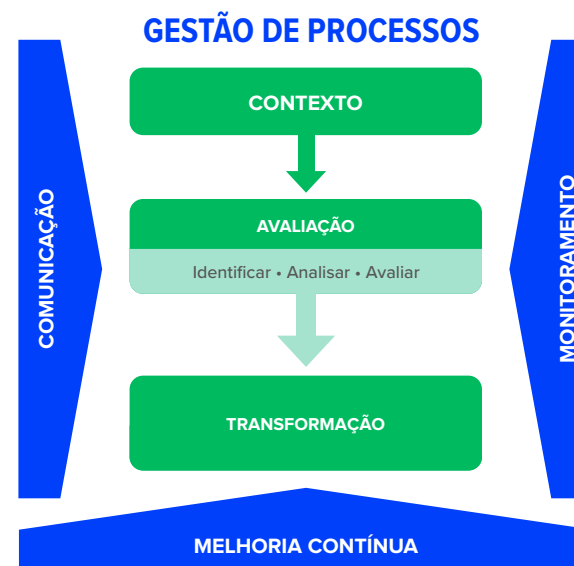 GESTÃO DE PROCESSOS
CONTEXTO
COMUNICAÇÃO
AVALIAÇÃO
Identificar • Analisar • Avaliar
MONITORAMENTO
TRANSFORMAÇÃO
MELHORIA CONTÍNUA